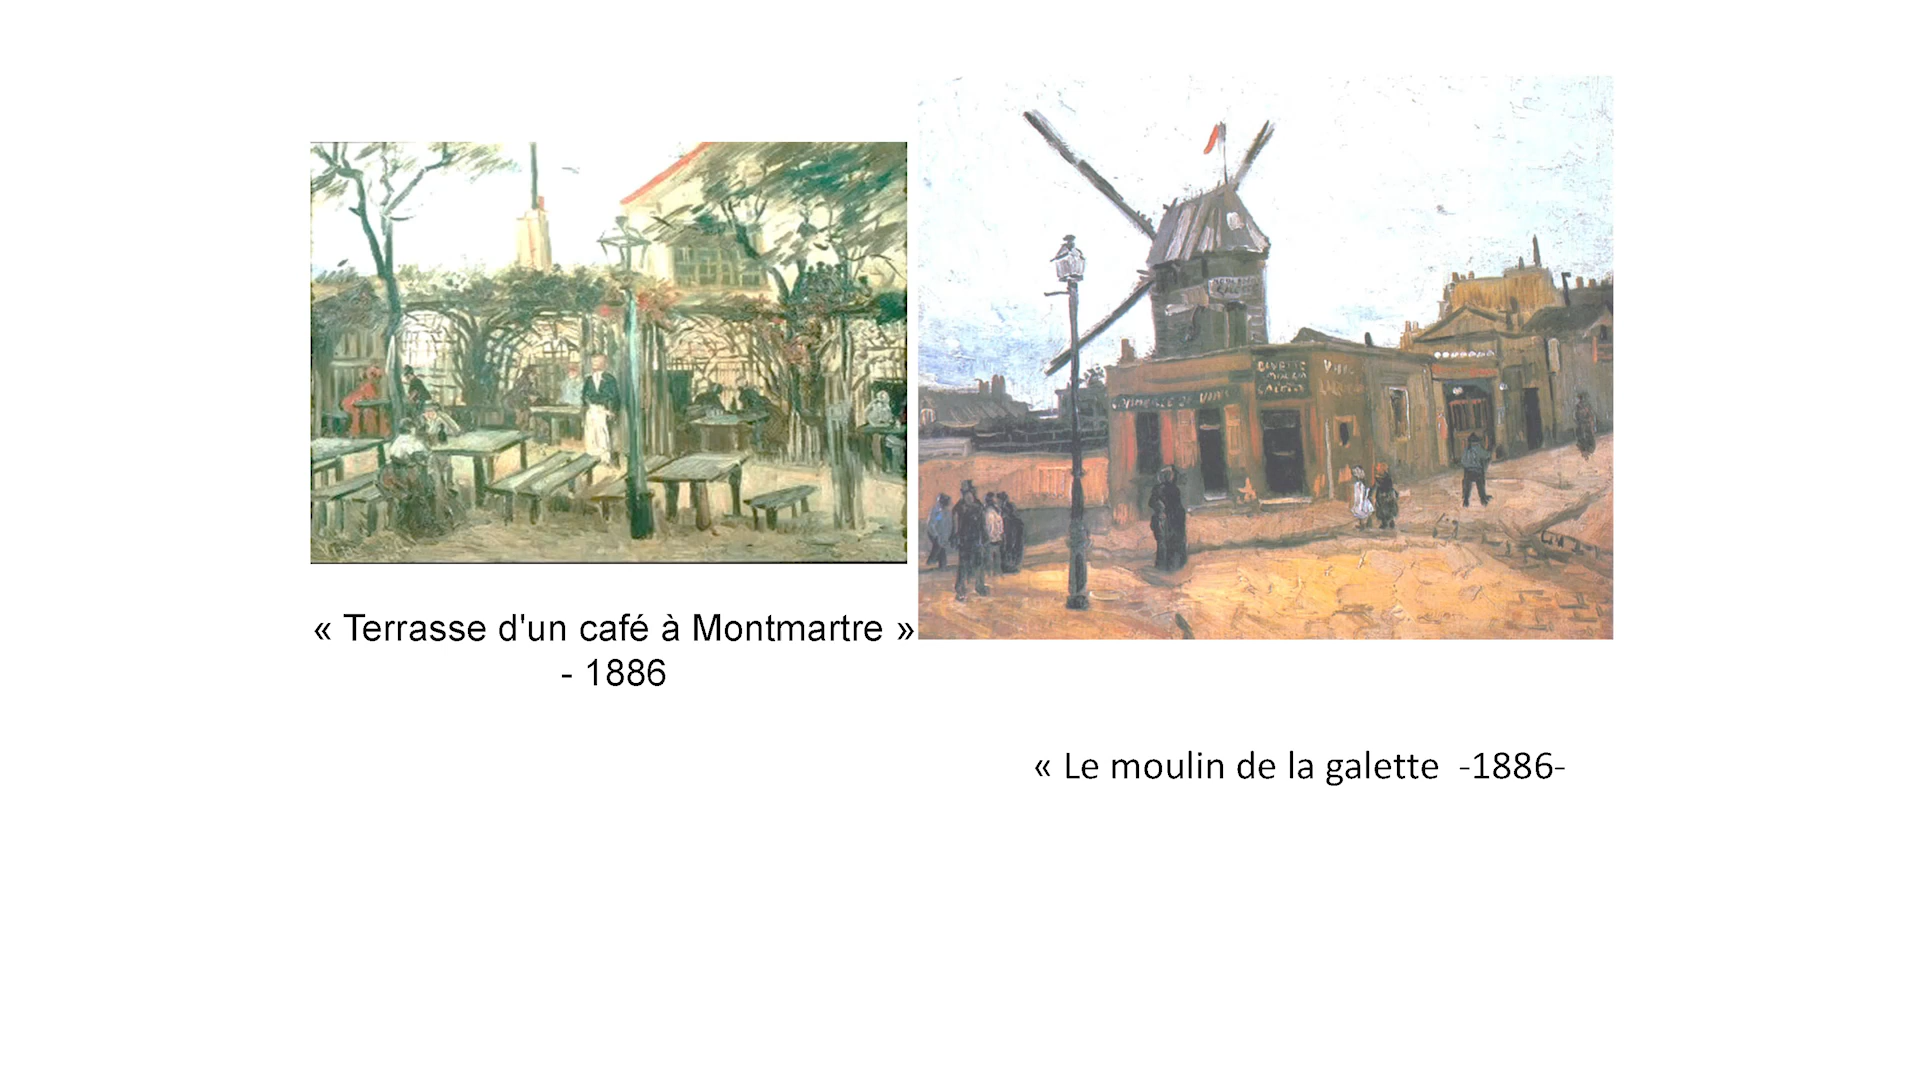 « Terrasse d'un café à Montmartre »
- 1886
« Le moulin de la galette  -1886-